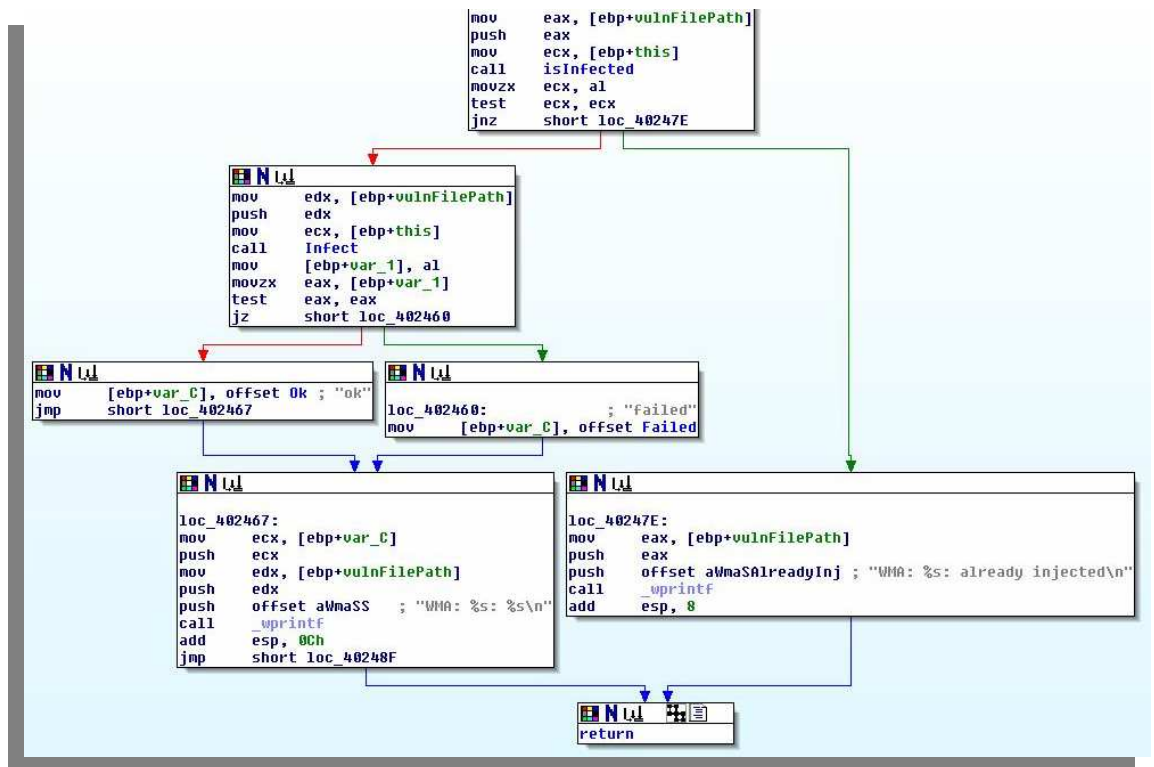 mov eax, [ebp+vulnFilePath]
push eax
mov ecx, [ebp+this]
call isInfected
movzx ecx, al
test ecx, ecx
jnz short loc_40247E
mov edx, [ebp+vulnFilePath]
push edx
mov ecx, [ebp+this]
call Infect
mov [ebp+var_1], al
movzx eax, [ebp+var_1]
test eax, eax
jz short loc_402460
mov [ebp+var_C], offset Ok ; "ok"
jmp short loc_402467
loc_402460: ; "failed"
mov [ebp+var_C], offset Failed
loc_402467:
mov ecx, [ebp+var_C]
push ecx
mov edx, [ebp+vulnFilePath]
push edx
push offset aWmaSS ; "WMA: %s: %s\n"
call _wprintf
add esp, 0Ch
jmp short loc_40248F
loc_40247E:
mov eax, [ebp+vulnFilePath]
push eax
push offset aWmaSAlreadyInj ; "WMA: %s: already injected\n"
call _wprintf
add esp, 8
return